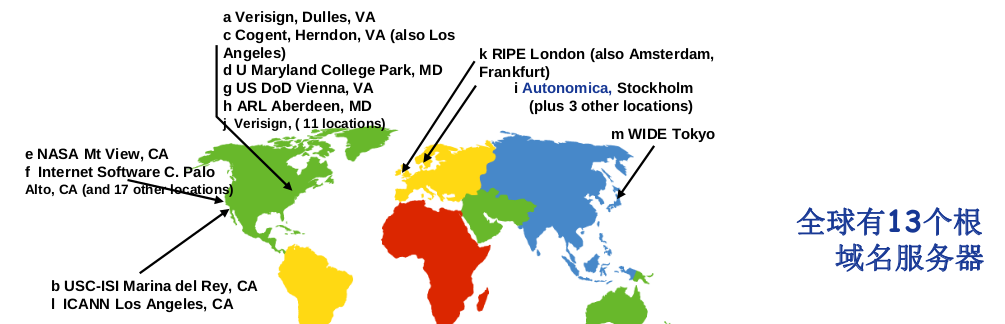 a Verisign, Dulles, VA
c Cogent, Herndon, VA (also Los
Angeles)
d U Maryland College Park, MD
g US DoD Vienna, VA
h ARL Aberdeen, MD
j Verisign, ( 11 locations)
k RIPE London (also Amsterdam,
Frankfurt)
i Autonomica, Stockholm
(plus 3 other locations)
m WIDE Tokyo
e NASA Mt View, CA
f Internet Software C. Palo
Alto, CA (and 17 other locations)
b USC-ISI Marina del Rey, CA
l ICANN Los Angeles, CA
全球有13个根
域名服务器